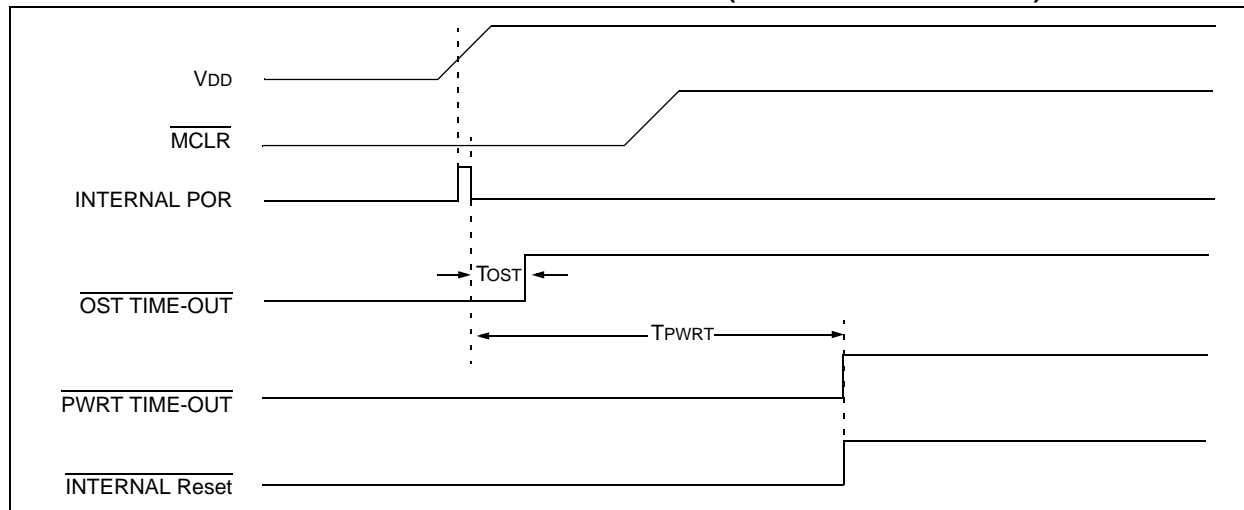 VDD
MCLR
INTERNAL POR
TOST
OST TIME-OUT
TPWRT
PWRT TIME-OUT
INTERNAL Reset